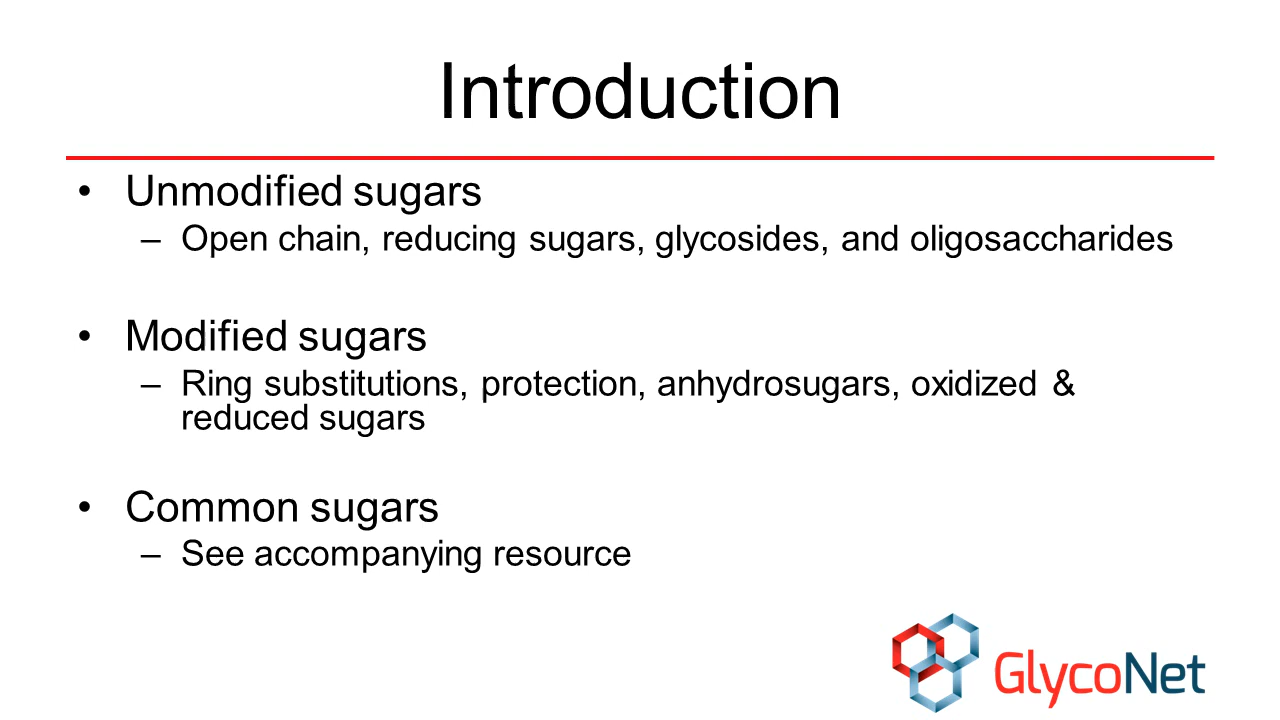 Introduction
• Unmodified sugars
– Open chain, reducing sugars, glycosides, and oligosaccharides
• Modified sugars
– Ring substitutions, protection, anhydrosugars, oxidized &
reduced sugars
• Common sugars
– See accompanying resource
GlycoNet